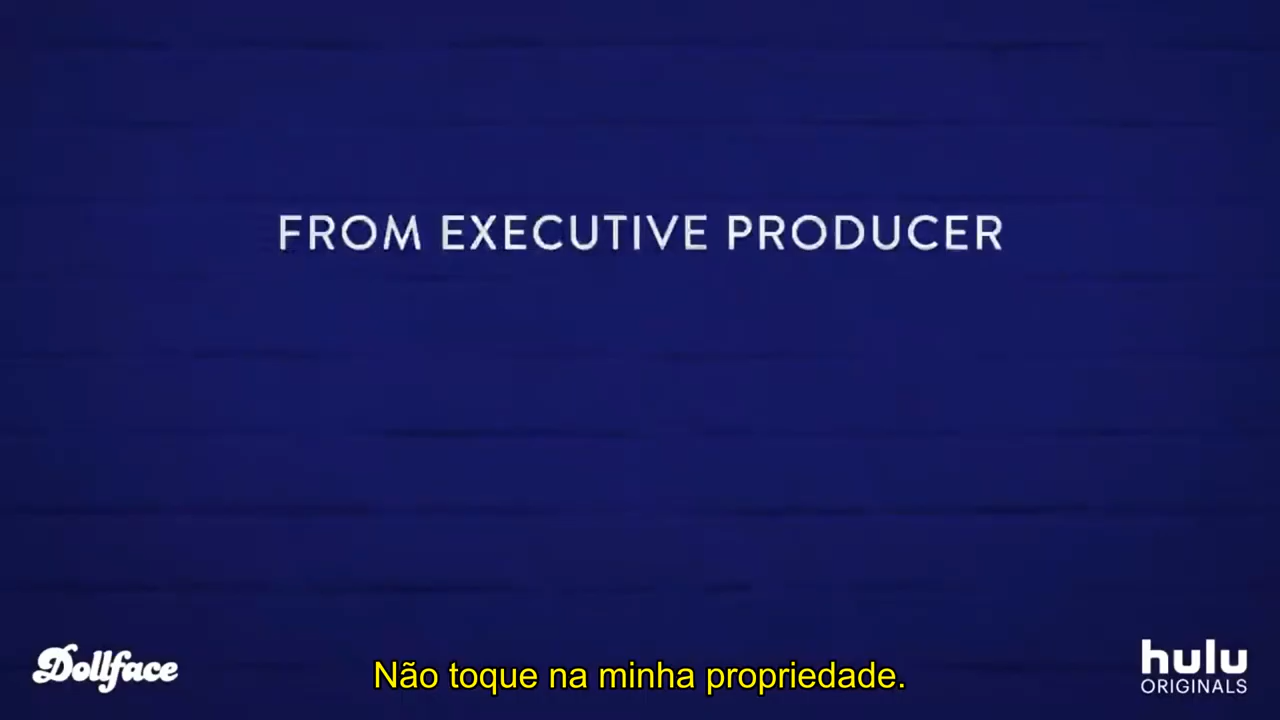 FROM EXECUTIVE PRODUCER
Dollface
Não toque na minha propriedade.
hulu
ORIGINALS